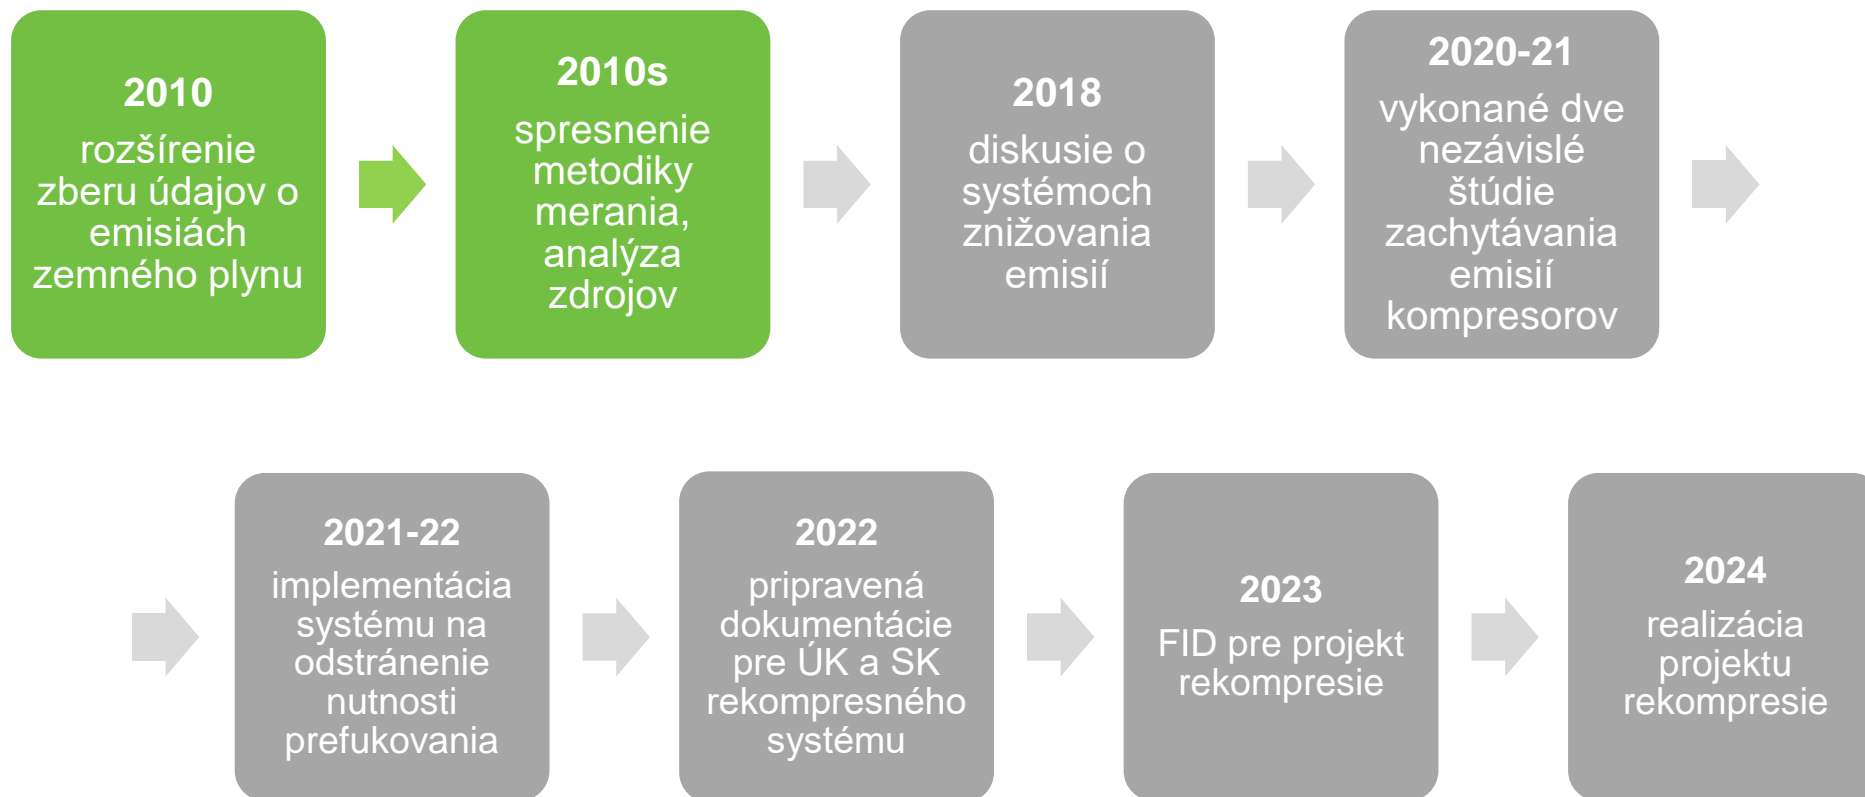 2010
rozšírenie
zberu údajov o
emisiách
zemného plynu
2010s
spresnenie
metodiky
merania,
analýza
zdrojov
2018
diskusie o
systémoch
znižovania
emisií
2020-21
vykonané dve
nezávislé
štúdie
zachytávania
emisií
kompresorov
2021-22
implementácia
systému na
odstránenie
nutnosti
prefukovania
2022
pripravená
dokumentácie
pre ÚK a SK
rekompresného
systému
2023
FID pre projekt
rekompresie
2024
realizácia
projektu
rekompresie